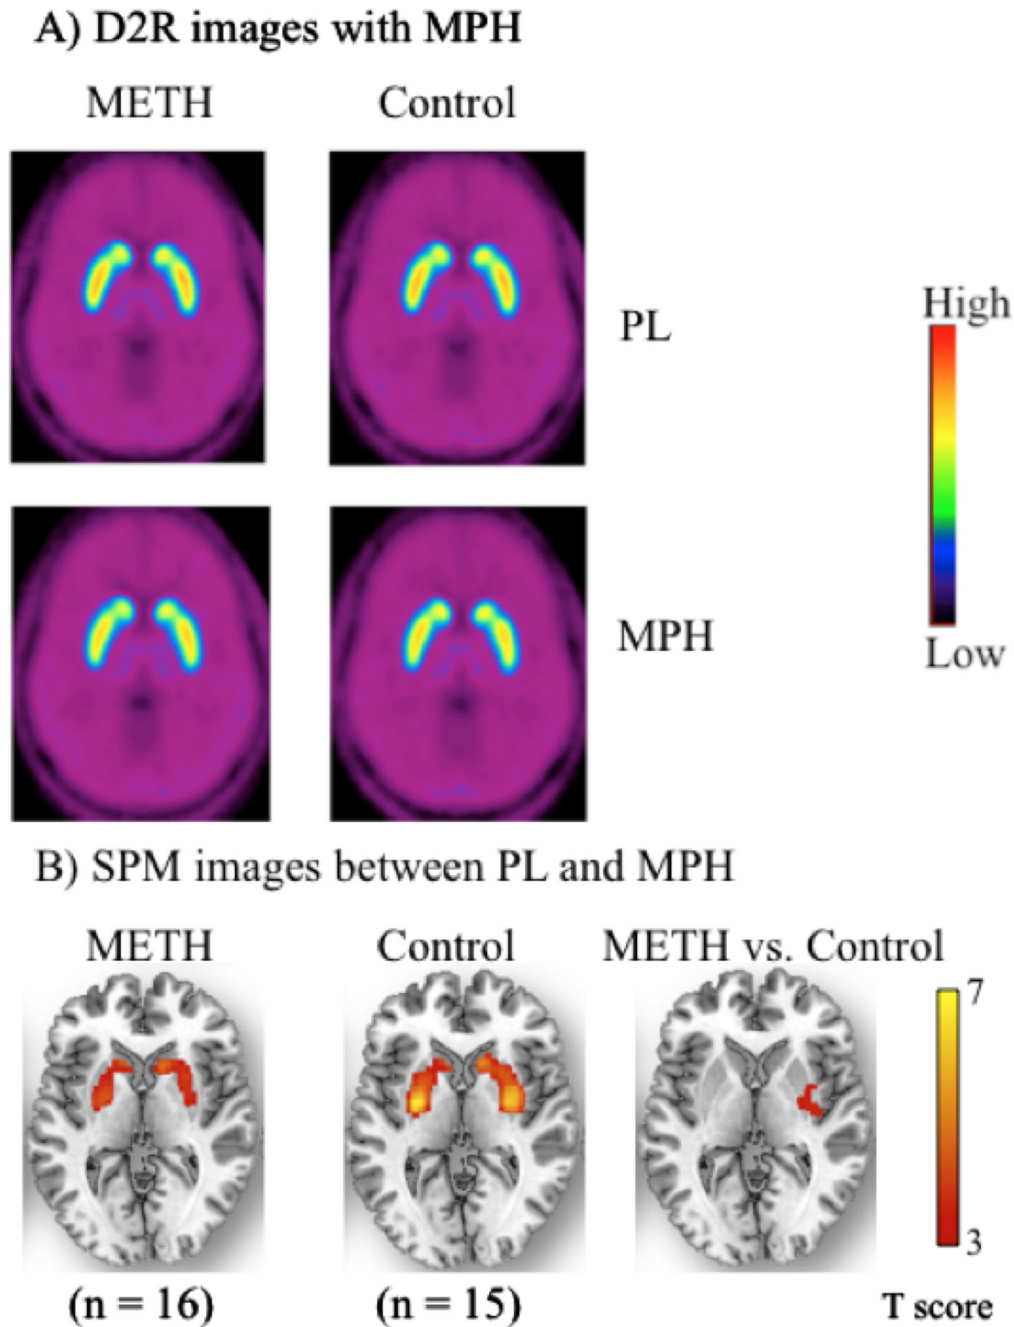 A) D2R images with MPH
METH Control
PL
High
Low
MPH
B) SPM images between PL and MPH
METH Control METH vs. Control
7
3
(n = 16) (n = 15) T score